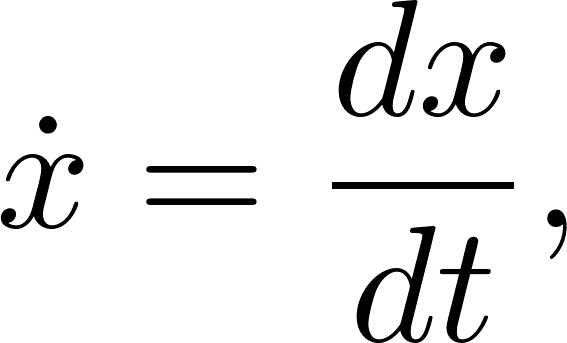 ẋ = dx/dt,